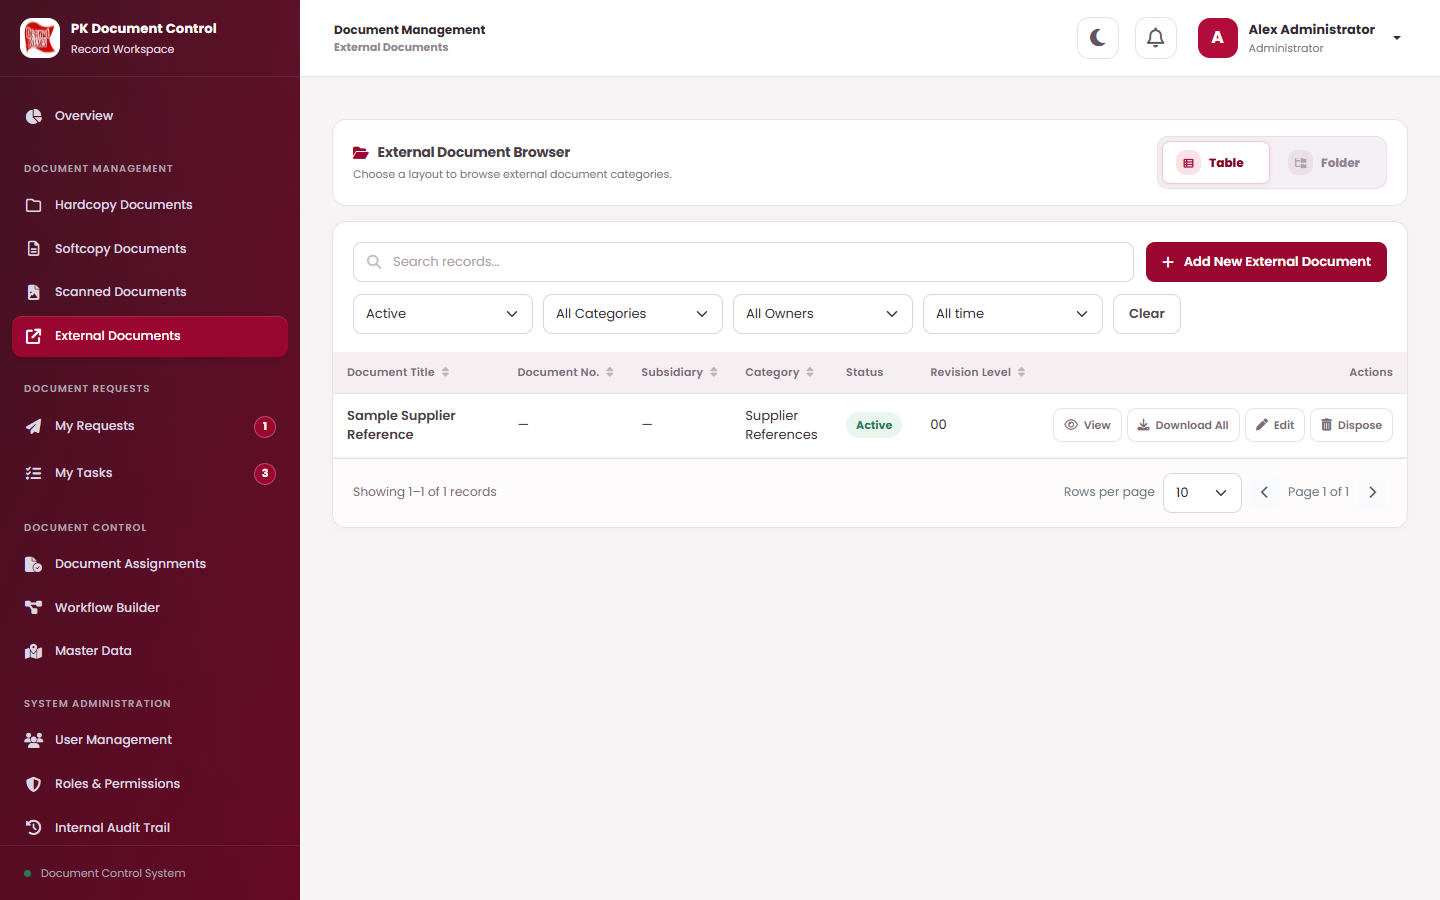 PK Document Control
Record Workspace
Overview
DOCUMENT MANAGEMENT
Hardcopy Documents
Softcopy Documents
Scanned Documents
External Documents
DOCUMENT REQUESTS
My Requests 1
My Tasks 3
DOCUMENT CONTROL
Document Assignments
Workflow Builder
Master Data
SYSTEM ADMINISTRATION
User Management
Roles & Permissions
Internal Audit Trail
Document Control System
Document Management
External Documents
A
Alex Administrator
Administrator
External Document Browser
Choose a layout to browse external document categories.
Table Folder
Search records...
Add New External Document
Active All Categories All Owners All time Clear
Document Title Document No. Subsidiary Category Status Revision Level Actions
Sample Supplier
Reference
— — Supplier
References
Active 00 View Download All Edit Dispose
Showing 1–1 of 1 records
Rows per page 10 Page 1 of 1